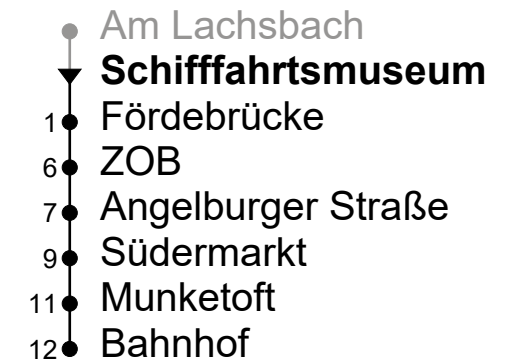 Am Lachsbach
Schifffahrtsmuseum
1 Fördebrücke
6 ZOB
7 Angelburger Straße
9 Südermarkt
11 Munketoft
12 Bahnhof